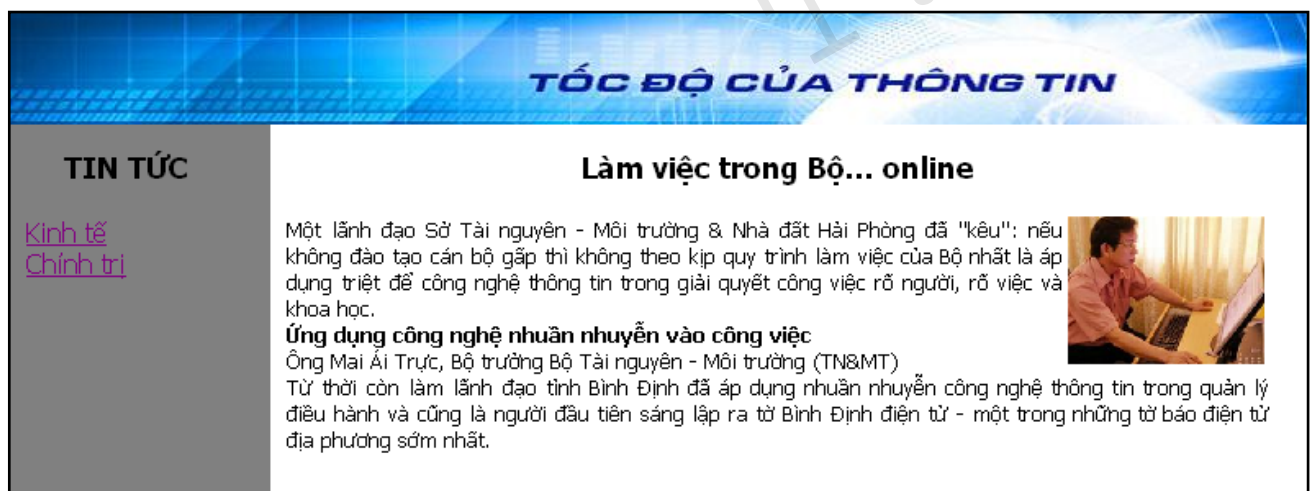 TỐC ĐỘ CỦA THÔNG TIN
TIN TỨC
Kinh tế
Chính trị
Làm việc trong Bộ... online
Một lãnh đạo Sở Tài nguyên - Môi trường & Nhà đất Hải Phòng đã "kêu": nếu
không đào tạo cán bộ gấp thì không theo kịp quy trình làm việc của Bộ nhất là áp
dụng triệt để công nghệ thông tin trong giải quyết công việc rõ người, rõ việc và
khoa học.
Ứng dụng công nghệ nhuần nhuyễn vào công việc
Ông Mai Ái Trực, Bộ trưởng Bộ Tài nguyên - Môi trường (TN&MT)
Từ thời còn làm lãnh đạo tỉnh Bình Định đã áp dụng nhuần nhuyễn công nghệ thông tin trong quản lý
điều hành và cũng là người đầu tiên sáng lập ra tờ Bình Định điện tử - một trong những tờ báo điện tử
địa phương sớm nhất.